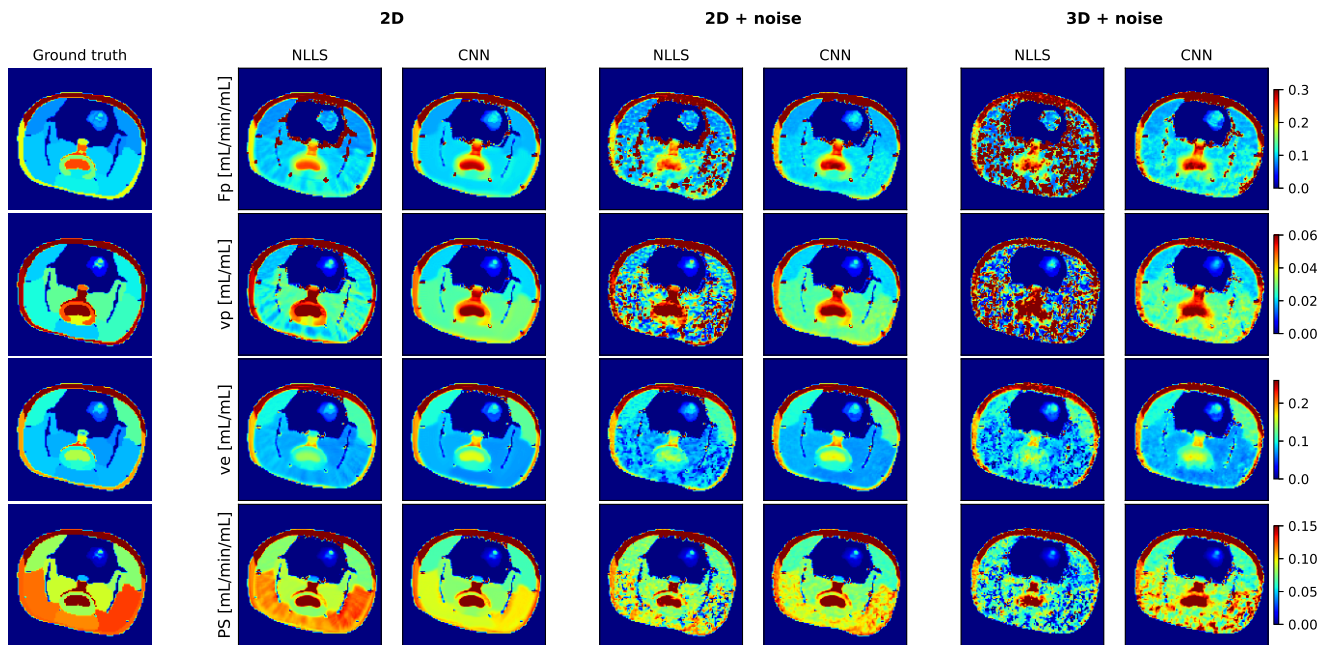 2D 2D + noise 3D + noise
Ground truth NLLS CNN NLLS CNN NLLS CNN
Fp [mL/min/mL]
0.3
0.2
0.1
0.0
vp [mL/mL]
0.06
0.04
0.02
0.00
ve [mL/mL]
0.2
0.1
0.0
PS [mL/min/mL]
0.15
0.10
0.05
0.00